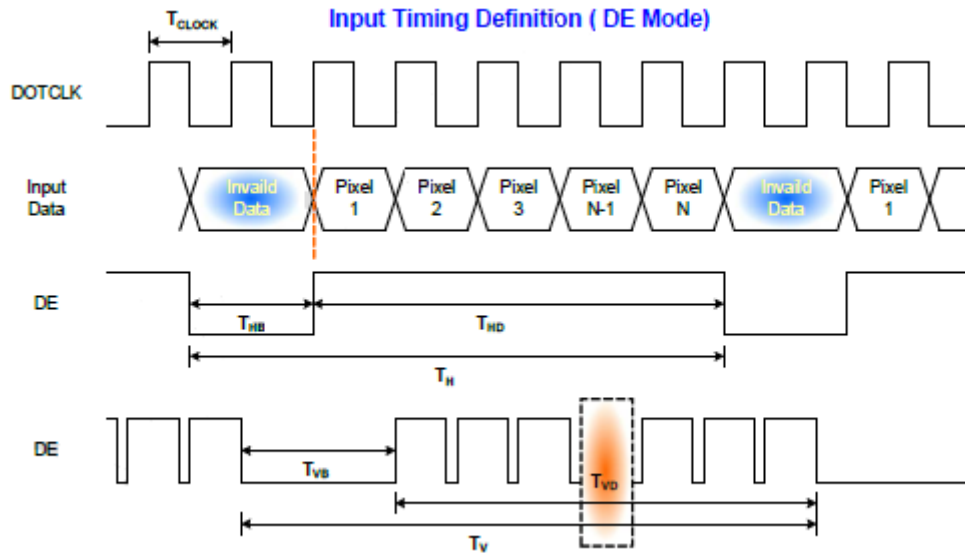 Input Timing Definition ( DE Mode)
TCLOCK
DOTCLK
Input
Data
Invaild
Data
Pixel
1
Pixel
2
Pixel
3
Pixel
N-1
Pixel
N
Invaild
Data
Pixel
1
DE
THB
THD
TH
DE
TVB
TVD
TV